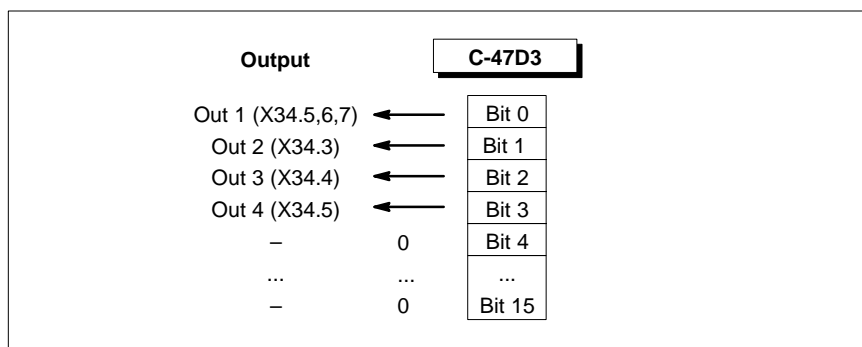 Output C-47D3
Out 1 (X34.5,6,7) Bit 0
Out 2 (X34.3) Bit 1
Out 3 (X34.4) Bit 2
Out 4 (X34.5) Bit 3
– 0 Bit 4
... ... ...
– 0 Bit 15